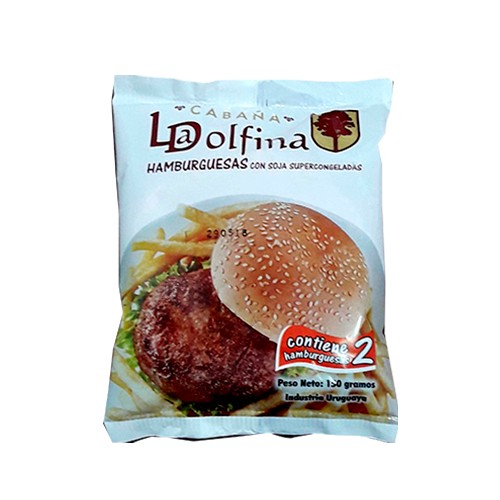 CABAÑA
La Dolfina
HAMBURGUESAS CON SOJA SUPERCONGELADAS
230518
contiene 2
hamburguesas
Peso Neto: 150 gramos
Industria Uruguaya